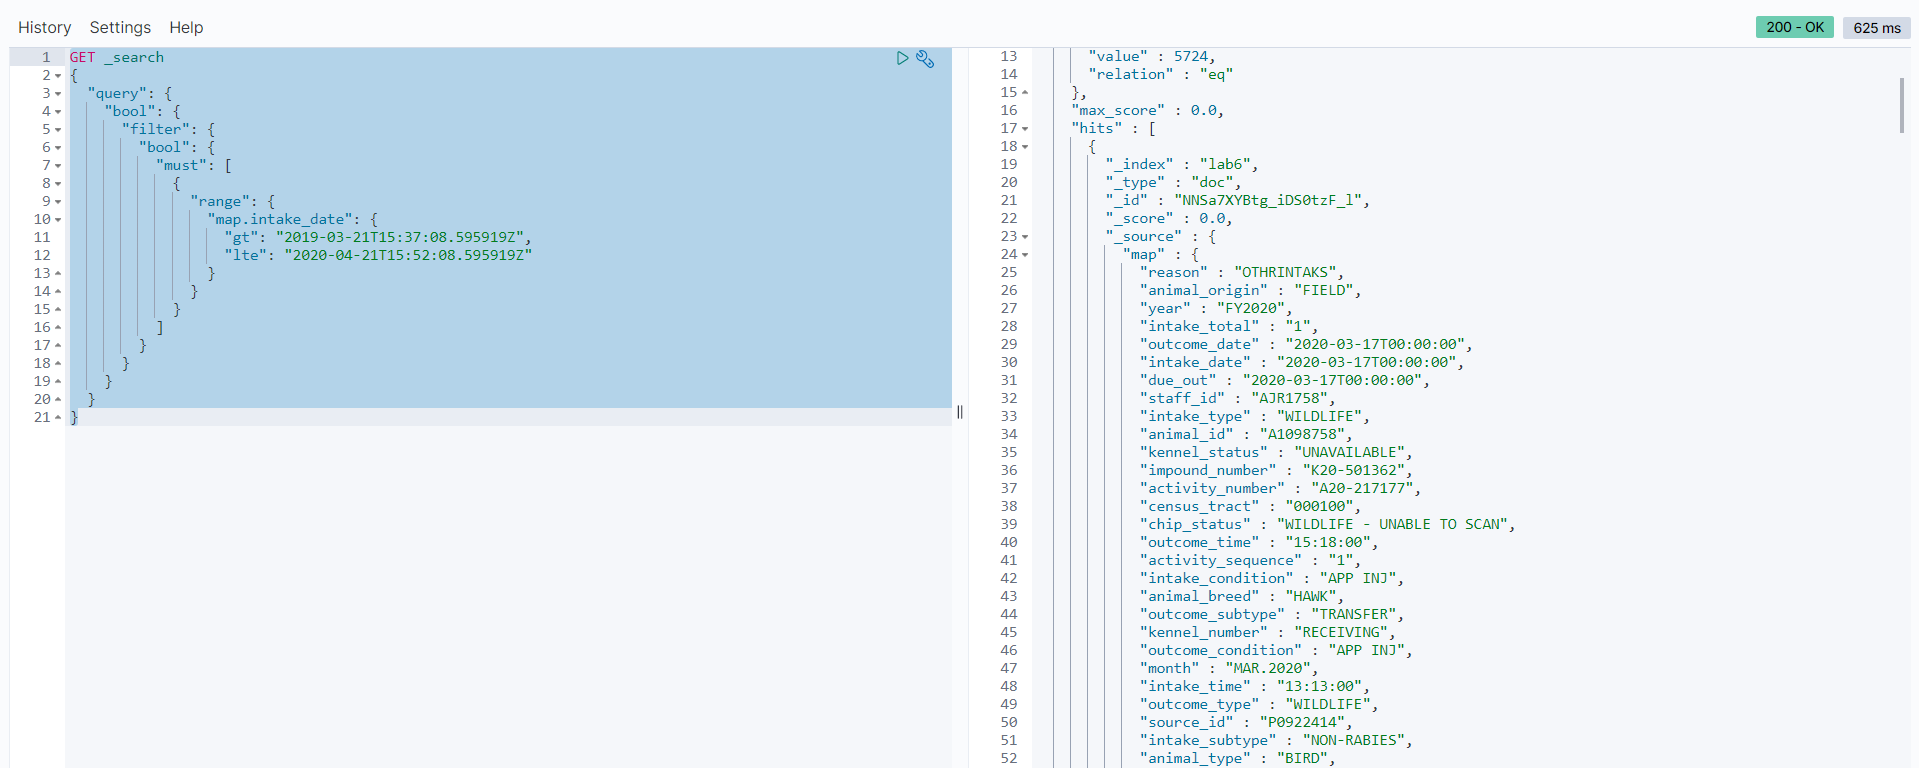 History Settings Help
200 - OK 625 ms
1 GET _search
2 {
3 "query": {
4 "bool": {
5 "filter": {
6 "bool": {
7 "must": [
8 {
9 "range": {
10 "map.intake_date": {
11 "gt": "2019-03-21T15:37:08.595919Z",
12 "lte": "2020-04-21T15:52:08.595919Z"
13 }
14 }
15 }
16 ]
17 }
18 }
19 }
20 }
21 }
13 "value" : 5724,
14 "relation" : "eq"
15 },
16 "max_score" : 0.0,
17 "hits" : [
18 {
19 "_index" : "lab6",
20 "_type" : "doc",
21 "_id" : "NNSa7XYBtg_iDS0tzF_l",
22 "_score" : 0.0,
23 "_source" : {
24 "map" : {
25 "reason" : "OTHRINTAKS",
26 "animal_origin" : "FIELD",
27 "year" : "FY2020",
28 "intake_total" : "1",
29 "outcome_date" : "2020-03-17T00:00:00",
30 "intake_date" : "2020-03-17T00:00:00",
31 "due_out" : "2020-03-17T00:00:00",
32 "staff_id" : "AJR1758",
33 "intake_type" : "WILDLIFE",
34 "animal_id" : "A1098758",
35 "kennel_status" : "UNAVAILABLE",
36 "impound_number" : "K20-501362",
37 "activity_number" : "A20-217177",
38 "census_tract" : "000100",
39 "chip_status" : "WILDLIFE - UNABLE TO SCAN",
40 "outcome_time" : "15:18:00",
41 "activity_sequence" : "1",
42 "intake_condition" : "APP INJ",
43 "animal_breed" : "HAWK",
44 "outcome_subtype" : "TRANSFER",
45 "kennel_number" : "RECEIVING",
46 "outcome_condition" : "APP INJ",
47 "month" : "MAR.2020",
48 "intake_time" : "13:13:00",
49 "outcome_type" : "WILDLIFE",
50 "source_id" : "P0922414",
51 "intake_subtype" : "NON-RABIES",
52 "animal_type" : "BIRD",